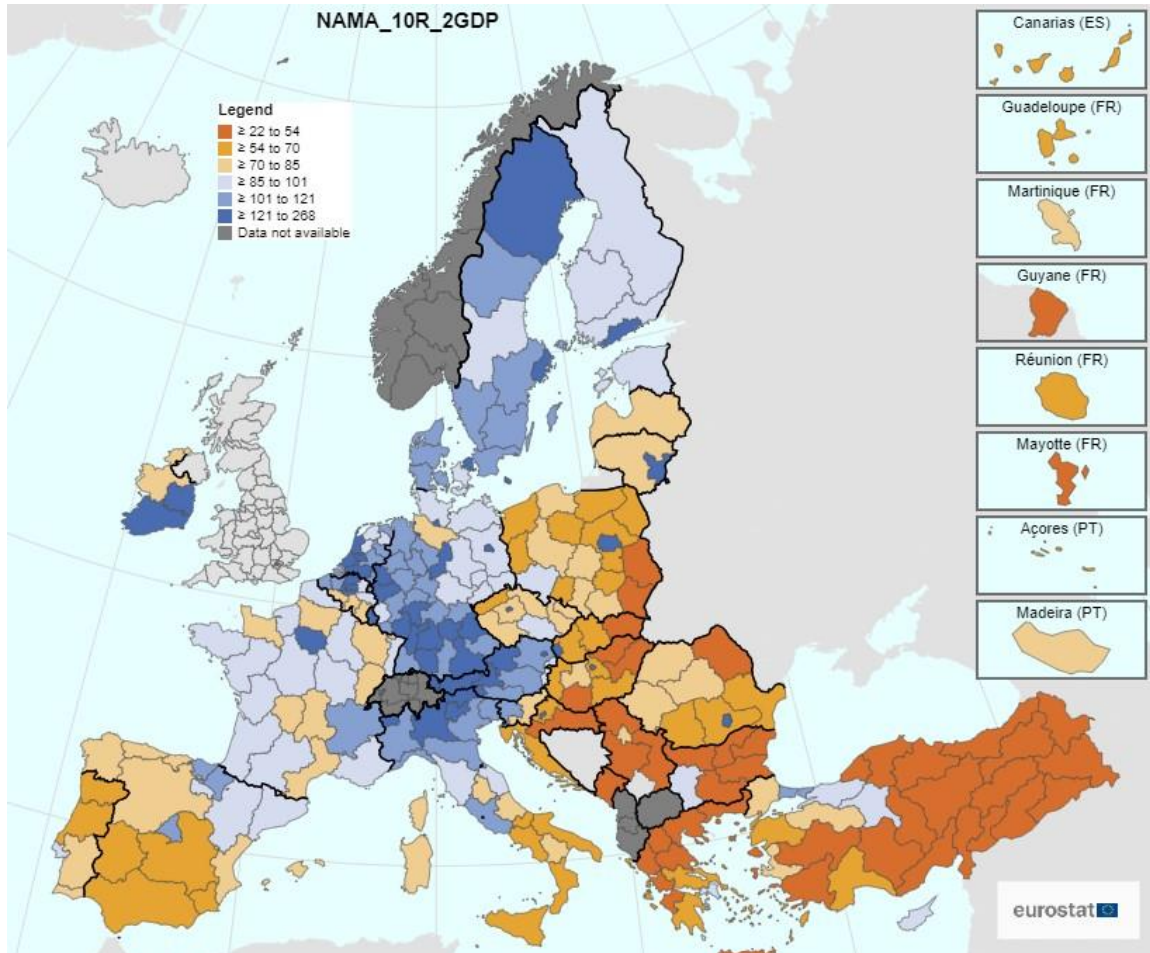 NAMA_10R_2GDP
Legend
≥ 22 to 54
≥ 54 to 70
≥ 70 to 85
≥ 85 to 101
≥ 101 to 121
≥ 121 to 268
Data not available
Canarias (ES)
Guadeloupe (FR)
Martinique (FR)
Guyane (FR)
Réunion (FR)
Mayotte (FR)
Açores (PT)
Madeira (PT)
eurostat